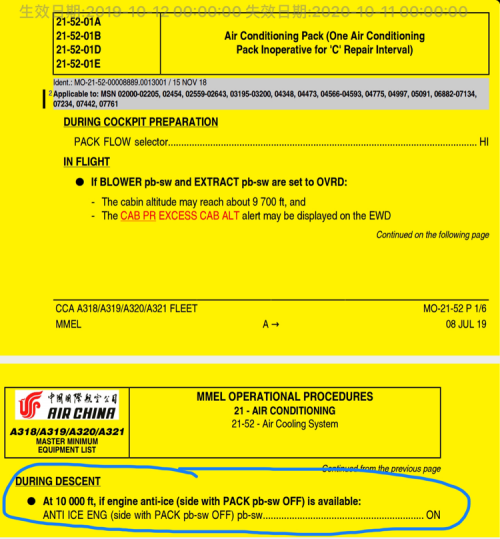 生效日期:2019-10-12 00:00:00 失效日期:2020-10-11 00:00:00
21-52-01A
21-52-01B
21-52-01D
21-52-01E
Air Conditioning Pack (One Air Conditioning
Pack Inoperative for 'C' Repair Interval)
Ident.: MO-21-52-00008889.0013001 / 15 NOV 18
2 Applicable to: MSN 02000-02205, 02454, 02559-02643, 03195-03200, 04348, 04473, 04566-04593, 04775, 04997, 05091, 06882-07134,
07234, 07442, 07761
DURING COCKPIT PREPARATION
PACK FLOW selector........................................................................................................ HI
IN FLIGHT
● If BLOWER pb-sw and EXTRACT pb-sw are set to OVRD:
- The cabin altitude may reach about 9 700 ft, and
- The CAB PR EXCESS CAB ALT alert may be displayed on the EWD
Continued on the following page
CCA A318/A319/A320/A321 FLEET
MO-21-52 P 1/6
MMEL
A →
08 JUL 19
中国国际航空公司
AIR CHINA
A318/A319/A320/A321
MASTER MINIMUM
EQUIPMENT LIST
MMEL OPERATIONAL PROCEDURES
21 - AIR CONDITIONING
21-52 - Air Cooling System
Continued from the previous page
DURING DESCENT
● At 10 000 ft, if engine anti-ice (side with PACK pb-sw OFF) is available:
ANTI ICE ENG (side with PACK pb-sw OFF) pb-sw...................................................... ON